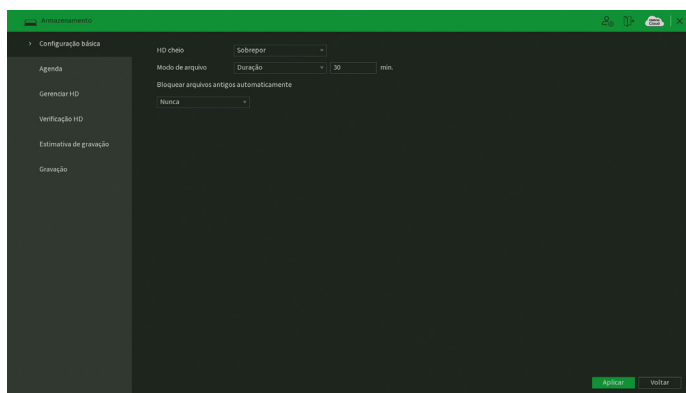 Armazenamento
Configuração básica
Agenda
Gerenciar HD
Verificação HD
Estimativa de gravação
Gravação
HD cheio Sobrepor
Modo de arquivo Duração 30 min.
Bloquear arquivos antigos automaticamente
Nunca
Aplicar Voltar